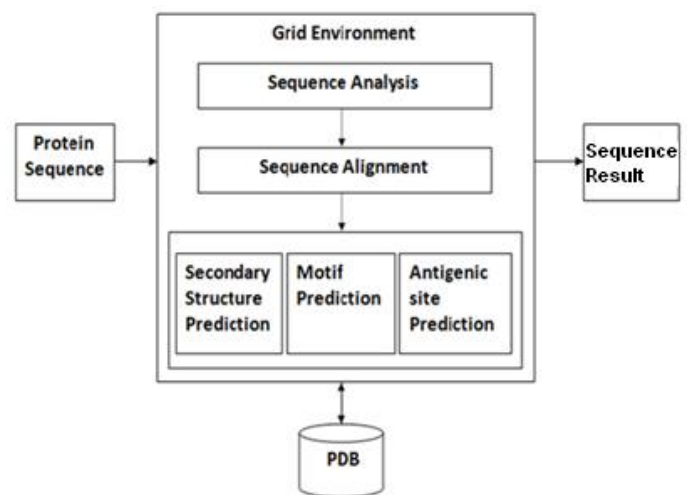 Grid Environment
Sequence Analysis
Protein
Sequence
Sequence Alignment
Sequence
Result
Secondary
Structure
Prediction
Motif
Prediction
Antigenic
site
Prediction
PDB